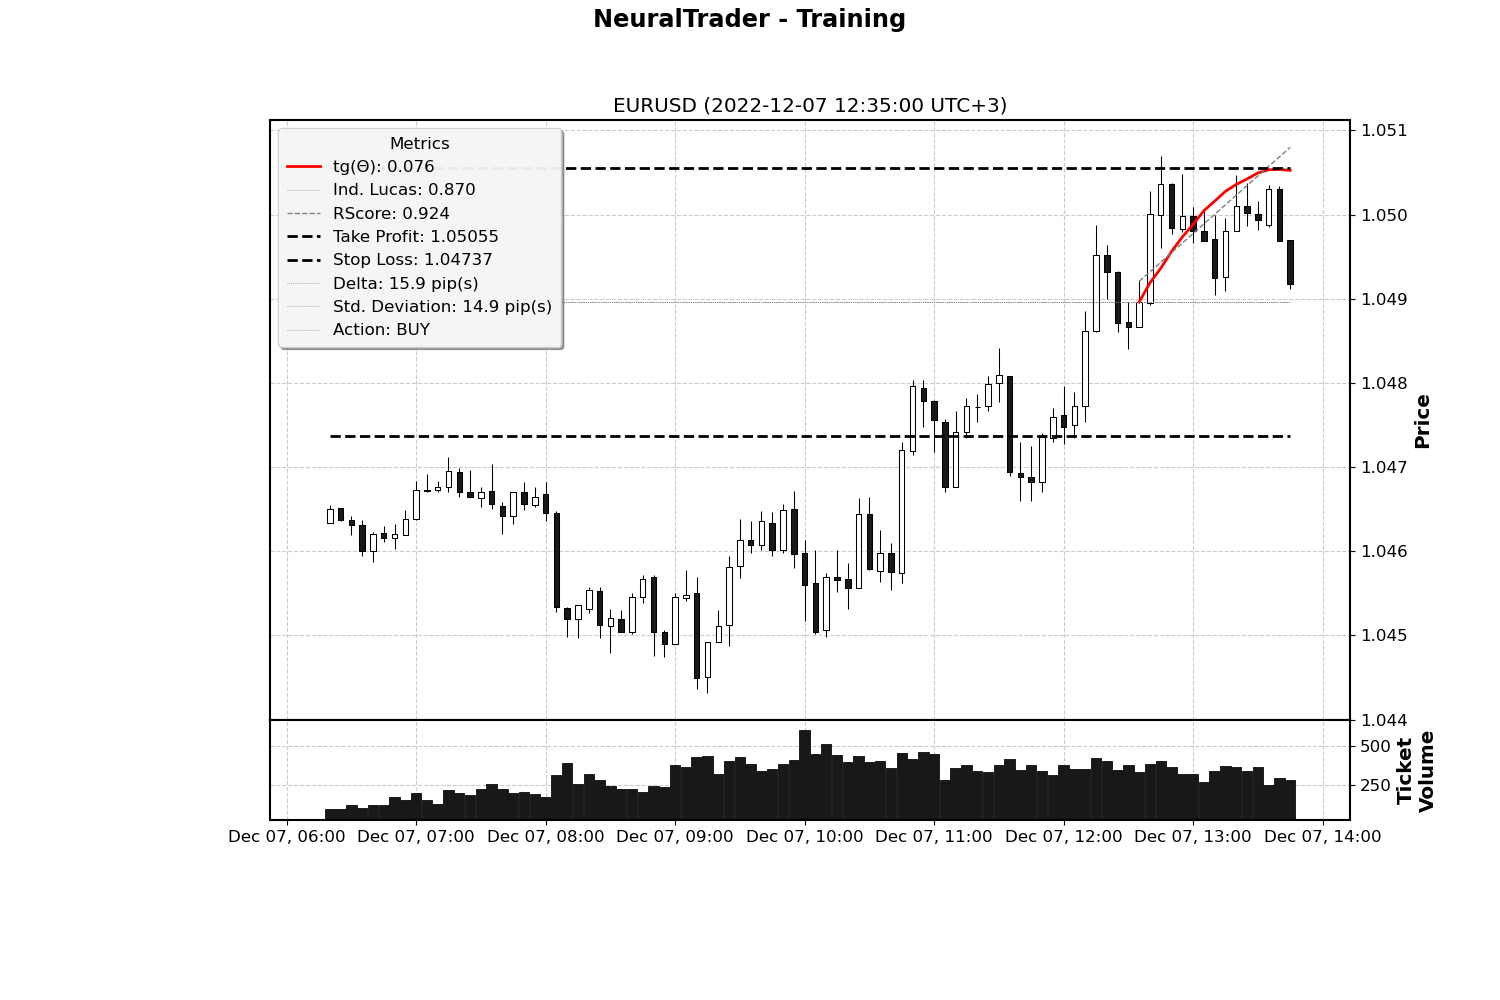 NeuralTrader - Training
EURUSD (2022-12-07 12:35:00 UTC+3)
Metrics
tg(Θ): 0.076
Ind. Lucas: 0.870
RScore: 0.924
Take Profit: 1.05055
Stop Loss: 1.04737
Delta: 15.9 pip(s)
Std. Deviation: 14.9 pip(s)
Action: BUY
1.051
1.050
1.049
1.048
1.047
1.046
1.045
1.044
Price
500
250
Ticket
Volume
Dec 07, 06:00
Dec 07, 07:00
Dec 07, 08:00
Dec 07, 09:00
Dec 07, 10:00
Dec 07, 11:00
Dec 07, 12:00
Dec 07, 13:00
Dec 07, 14:00